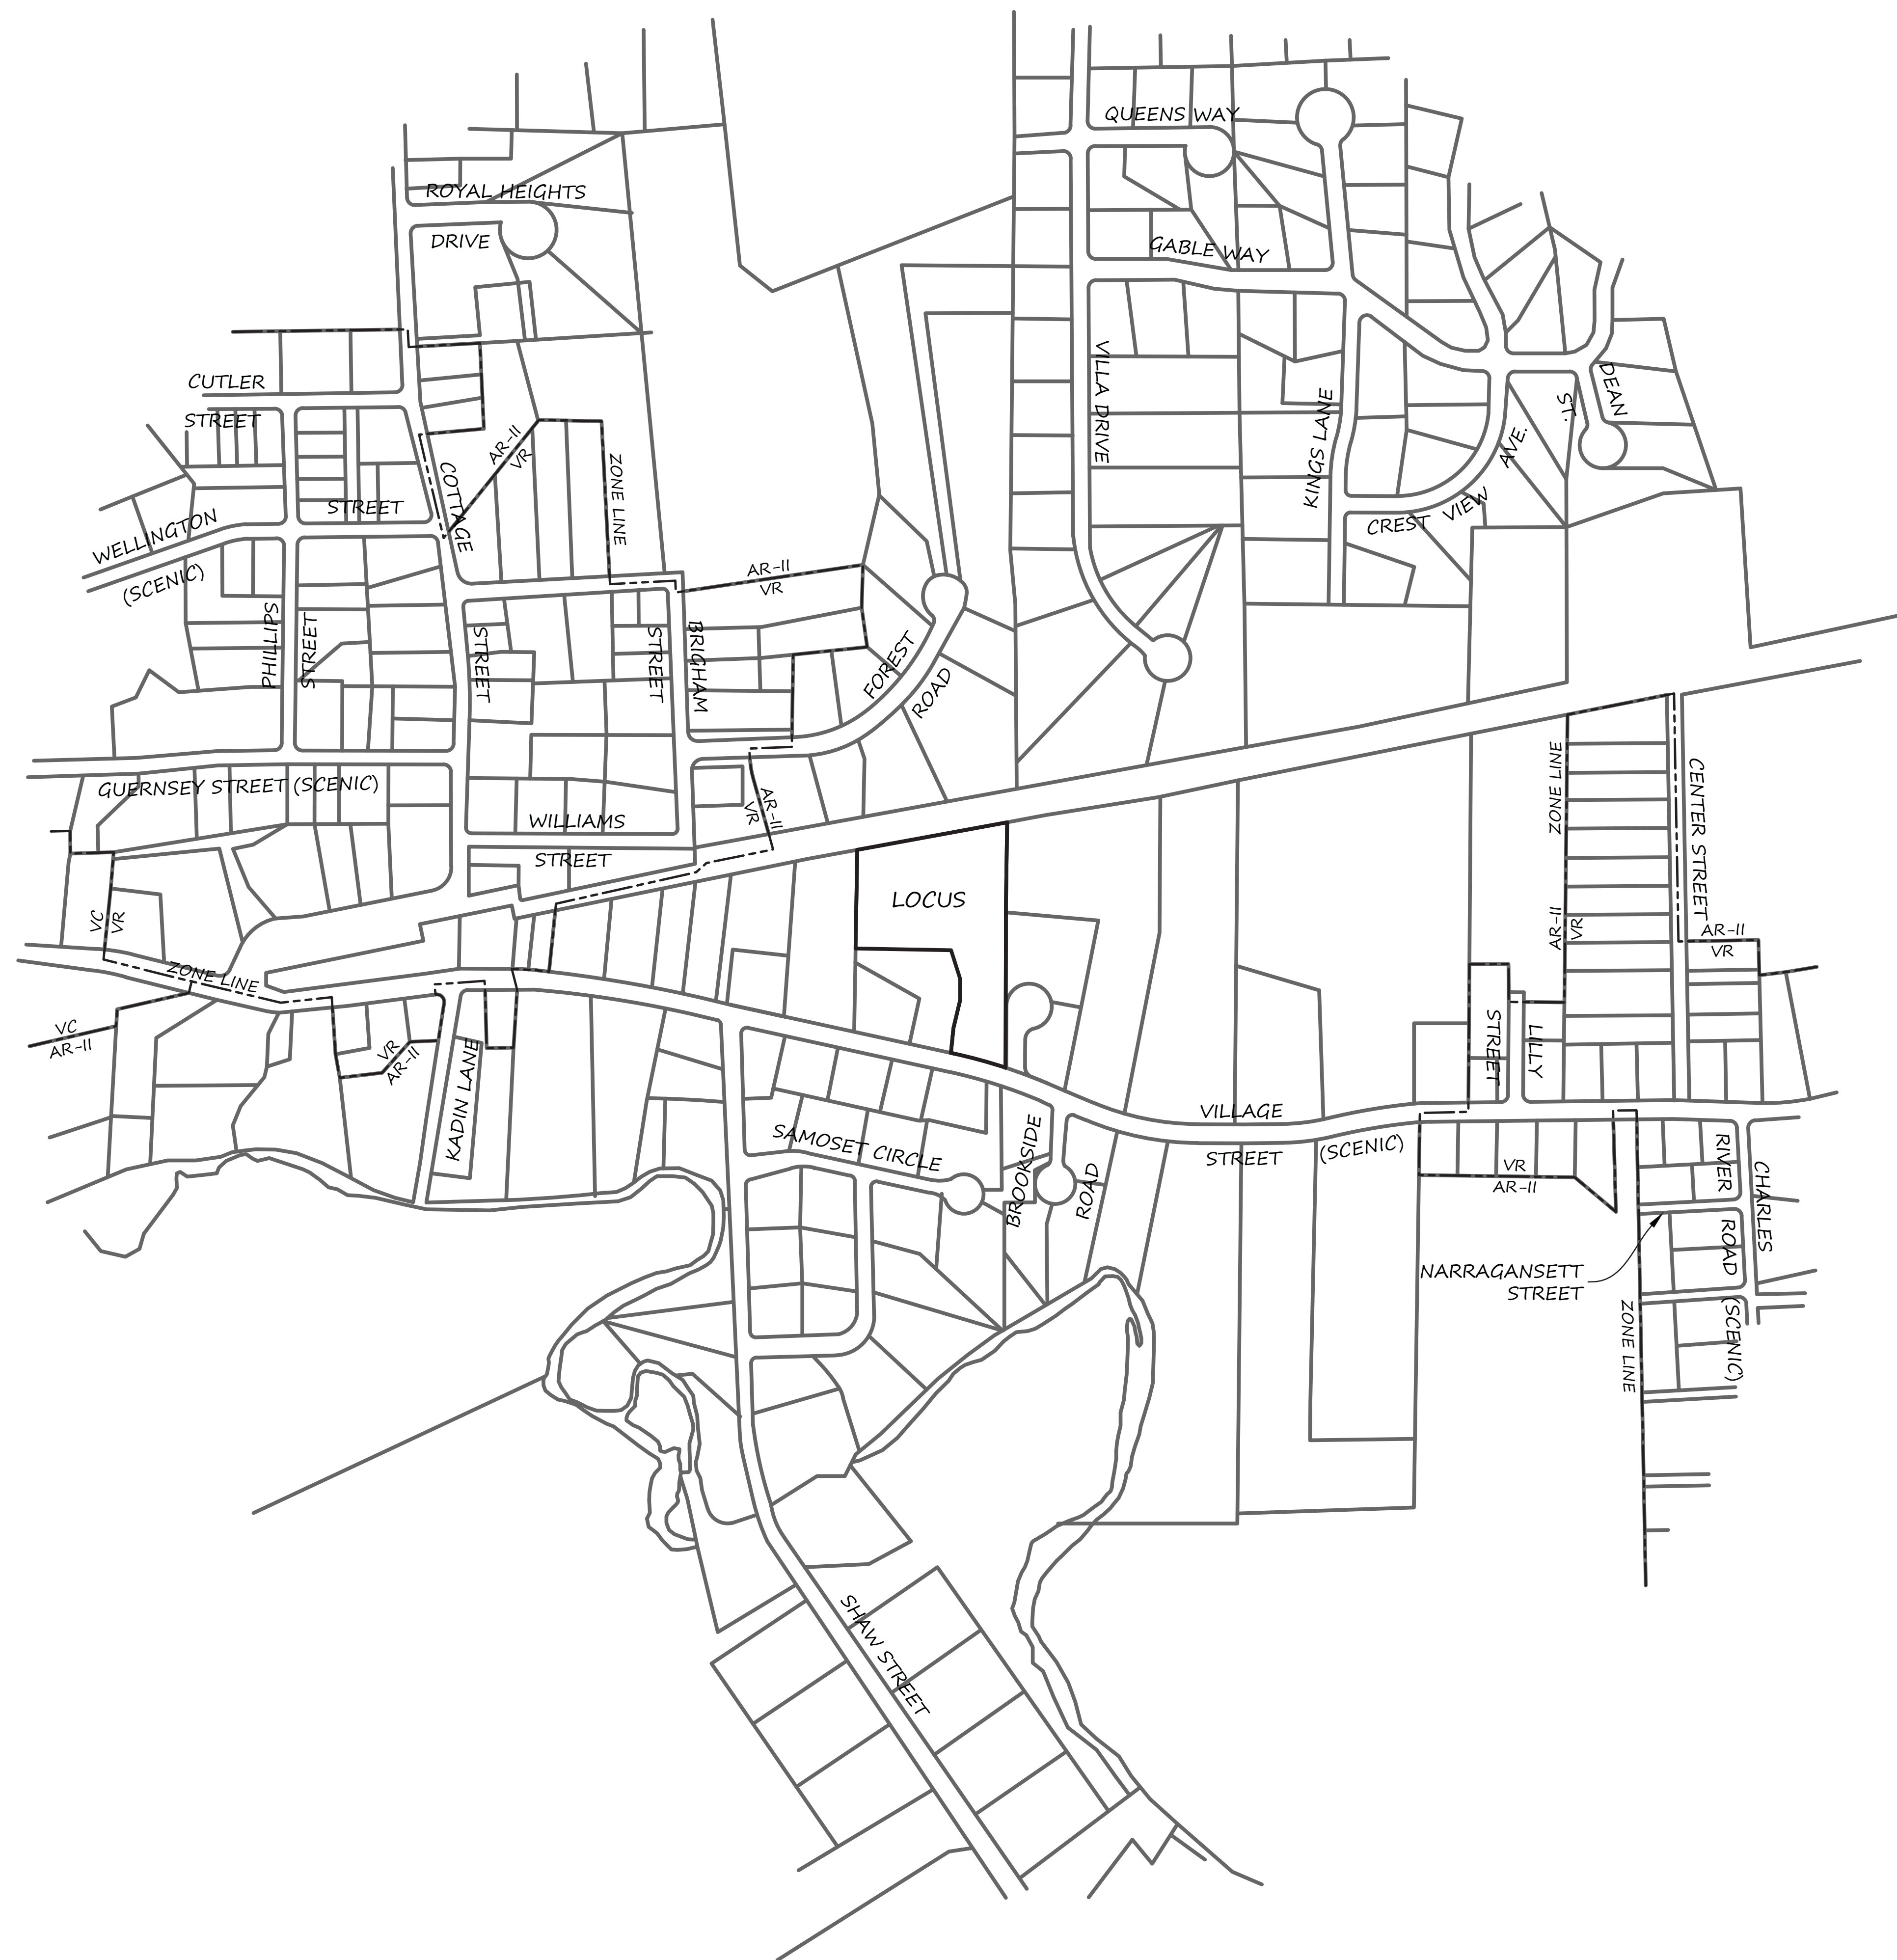 QUEENS WAY
ROYAL HEIGHTS
DRIVE
GABLE WAY
CUTLER
STREET
VILLA DRIVE
KINGS LANE
DEAN
ST.
CREST VIEW AVE.
WELLINGTON
STREET
(SCENIC)
COTTAGE
STREET
AR-II
VR
ZONE LINE
AR-II
VR
PHILLIPS
STREET
BRIGHAM
STREET
FOREST
ROAD
GUERNSEY STREET (SCENIC)
WILLIAMS
STREET
AR-II
VR
ZONE LINE
AR-II
VR
CENTER STREET
AR-II
VR
LOCUS
VC
VR
ZONE LINE
VC
AR-II
VR
AR-II
KADIN LANE
SAMOSET CIRCLE
BROOKSIDE
ROAD
VILLAGE
STREET
(SCENIC)
LILLY
STREET
VR
AR-II
RIVER
ROAD
(SCENIC)
CHARLES
NARRAGANSETT
STREET
ZONE LINE
SHAW STREET